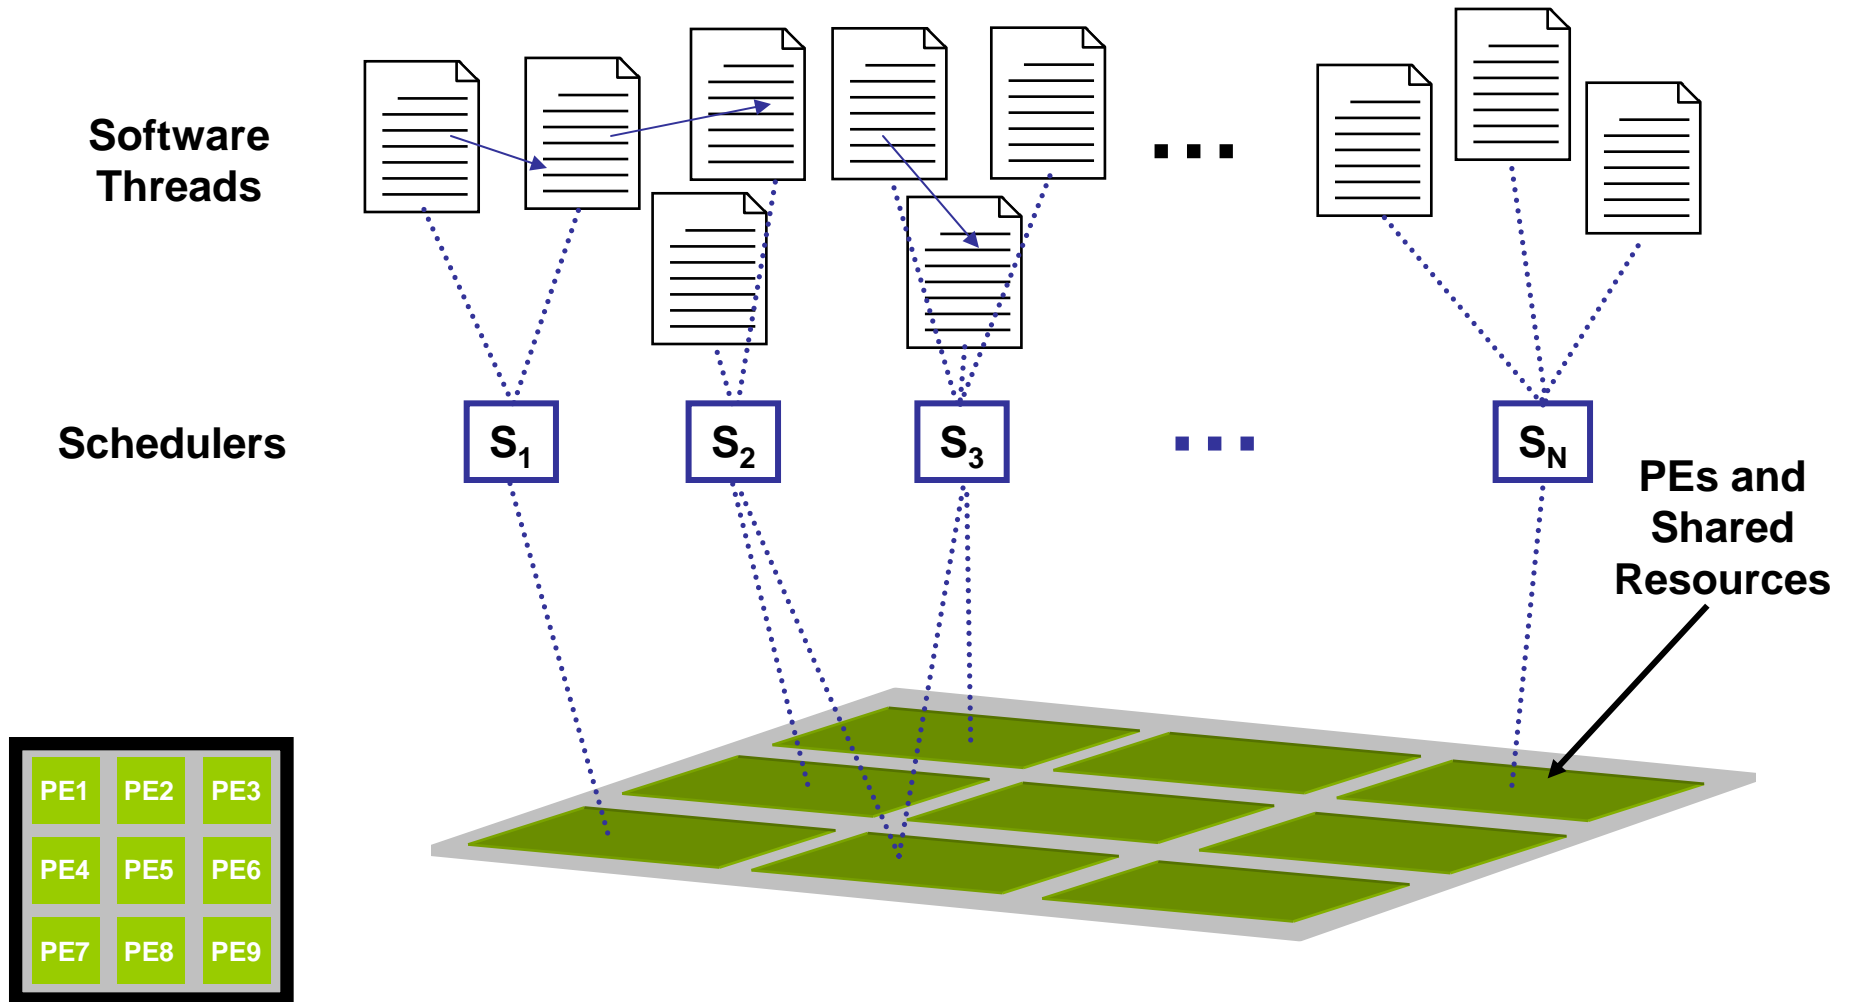 Software
Threads
Schedulers
S1
S2
S3
SN
PEs and
Shared
Resources
PE1 PE2 PE3
PE4 PE5 PE6
PE7 PE8 PE9